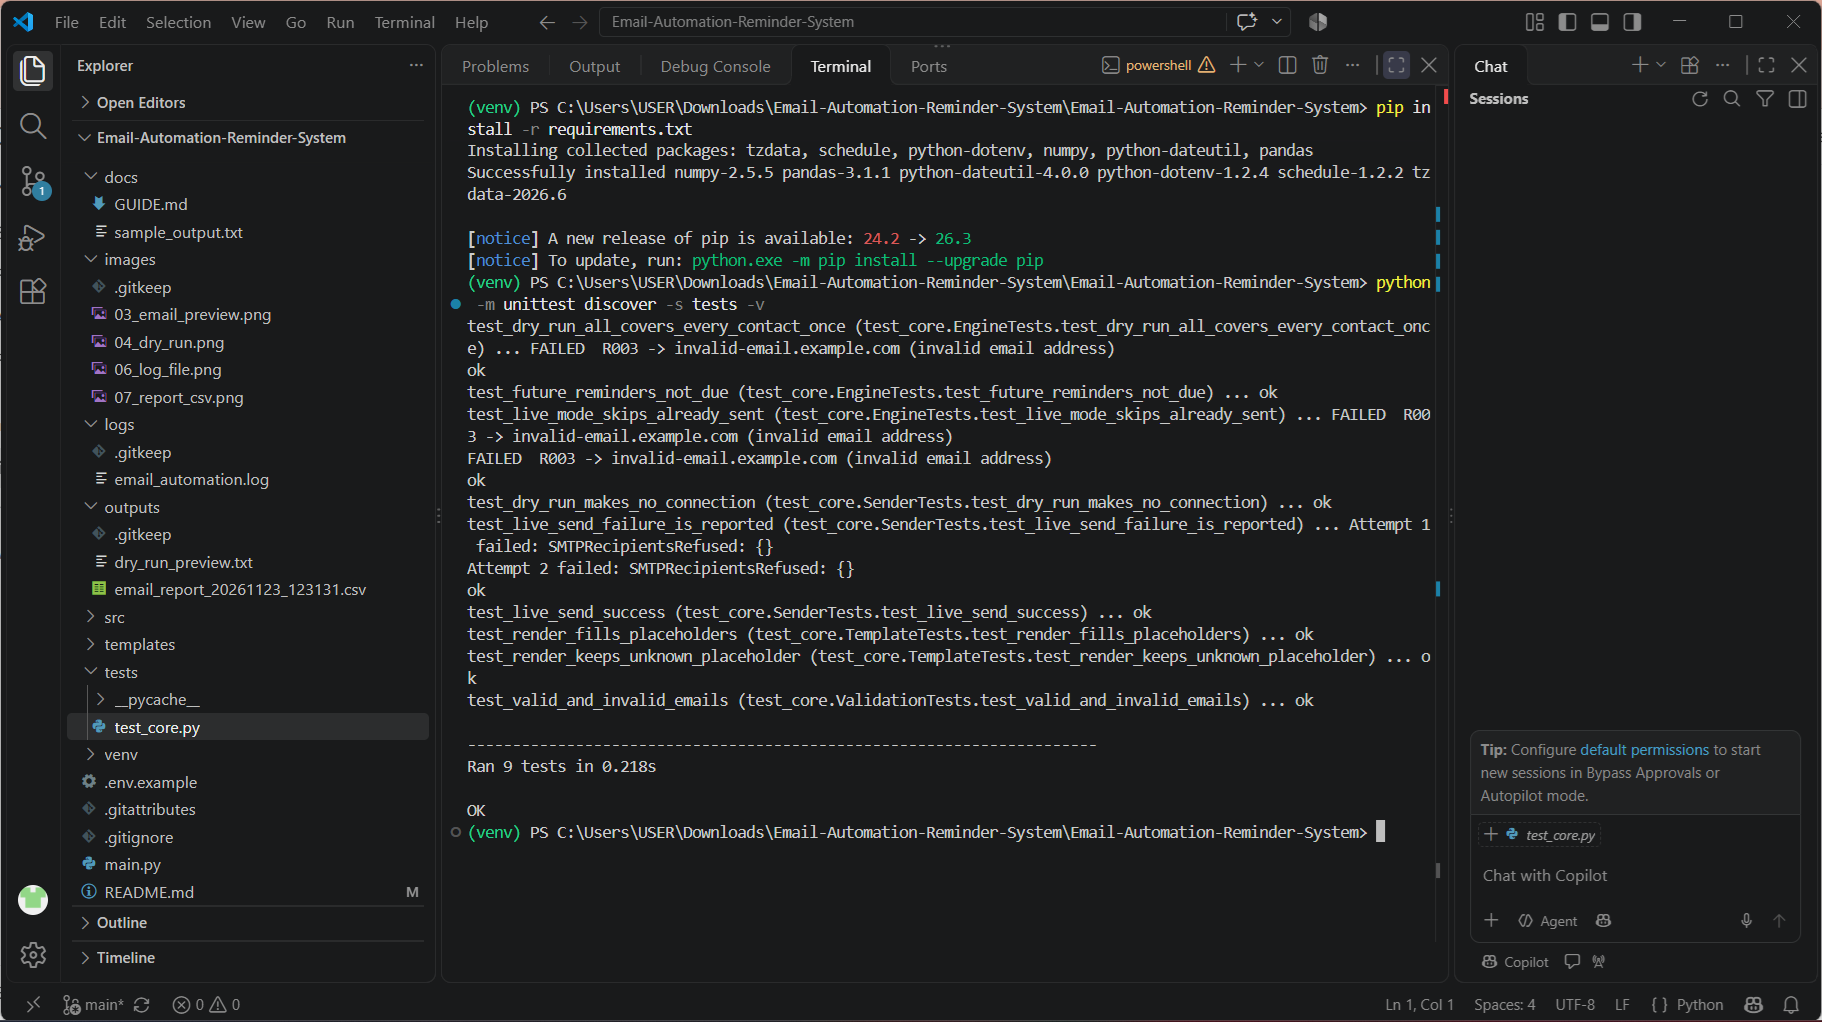 File Edit Selection View Go Run Terminal Help
Email-Automation-Reminder-System
Explorer
Open Editors
Email-Automation-Reminder-System
docs
GUIDE.md
sample_output.txt
images
.gitkeep
03_email_preview.png
04_dry_run.png
06_log_file.png
07_report_csv.png
logs
.gitkeep
email_automation.log
outputs
.gitkeep
dry_run_preview.txt
email_report_20261123_123131.csv
src
templates
tests
__pycache__
test_core.py
venv
.env.example
.gitattributes
.gitignore
main.py
README.md M
Outline
Timeline
1
Problems Output Debug Console Terminal Ports
powershell
(venv) PS C:\Users\USER\Downloads\Email-Automation-Reminder-System\Email-Automation-Reminder-System> pip in
stall -r requirements.txt
Installing collected packages: tzdata, schedule, python-dotenv, numpy, python-dateutil, pandas
Successfully installed numpy-2.5.5 pandas-3.1.1 python-dateutil-4.0.0 python-dotenv-1.2.4 schedule-1.2.2 tz
data-2026.6
[notice] A new release of pip is available: 24.2 -> 26.3
[notice] To update, run: python.exe -m pip install --upgrade pip
(venv) PS C:\Users\USER\Downloads\Email-Automation-Reminder-System\Email-Automation-Reminder-System> python
-m unittest discover -s tests -v
test_dry_run_all_covers_every_contact_once (test_core.EngineTests.test_dry_run_all_covers_every_contact_onc
e) ... FAILED  R003 -> invalid-email.example.com (invalid email address)
ok
test_future_reminders_not_due (test_core.EngineTests.test_future_reminders_not_due) ... ok
test_live_mode_skips_already_sent (test_core.EngineTests.test_live_mode_skips_already_sent) ... FAILED  R00
3 -> invalid-email.example.com (invalid email address)
FAILED  R003 -> invalid-email.example.com (invalid email address)
ok
test_dry_run_makes_no_connection (test_core.SenderTests.test_dry_run_makes_no_connection) ... ok
test_live_send_failure_is_reported (test_core.SenderTests.test_live_send_failure_is_reported) ... Attempt 1
failed: SMTPRecipientsRefused: {}
Attempt 2 failed: SMTPRecipientsRefused: {}
ok
test_live_send_success (test_core.SenderTests.test_live_send_success) ... ok
test_render_fills_placeholders (test_core.TemplateTests.test_render_fills_placeholders) ... ok
test_render_keeps_unknown_placeholder (test_core.TemplateTests.test_render_keeps_unknown_placeholder) ... o
k
test_valid_and_invalid_emails (test_core.ValidationTests.test_valid_and_invalid_emails) ... ok
----------------------------------------------------------------------
Ran 9 tests in 0.218s
OK
(venv) PS C:\Users\USER\Downloads\Email-Automation-Reminder-System\Email-Automation-Reminder-System>
Chat
Sessions
Tip: Configure default permissions to start
new sessions in Bypass Approvals or
Autopilot mode.
test_core.py
Chat with Copilot
Agent
Copilot
main* 0 0
Ln 1, Col 1 Spaces: 4 UTF-8 LF { } Python